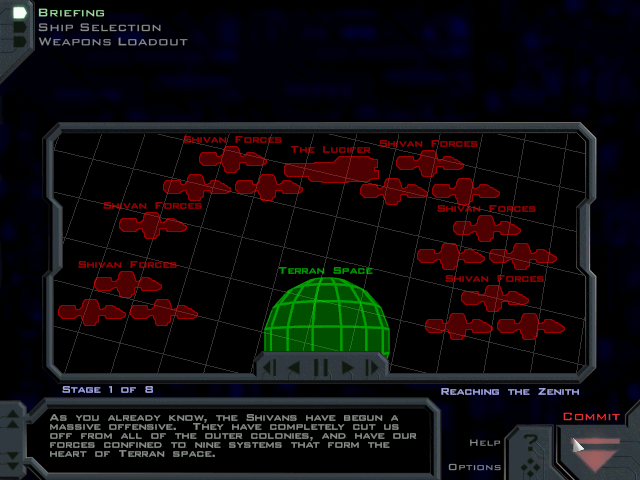 Briefing
Ship Selection
Weapons Loadout
Shivan Forces
The Lucifer
Shivan Forces
Shivan Forces
Shivan Forces
Shivan Forces
Terran Space
Shivan Forces
Stage 1 of 8
Reaching the Zenith
As you already know, the Shivans have begun a
massive offensive. They have completely cut us
off from all of the outer colonies, and have our
forces confined to nine systems that form the
heart of Terran space.
Commit
Help
Options